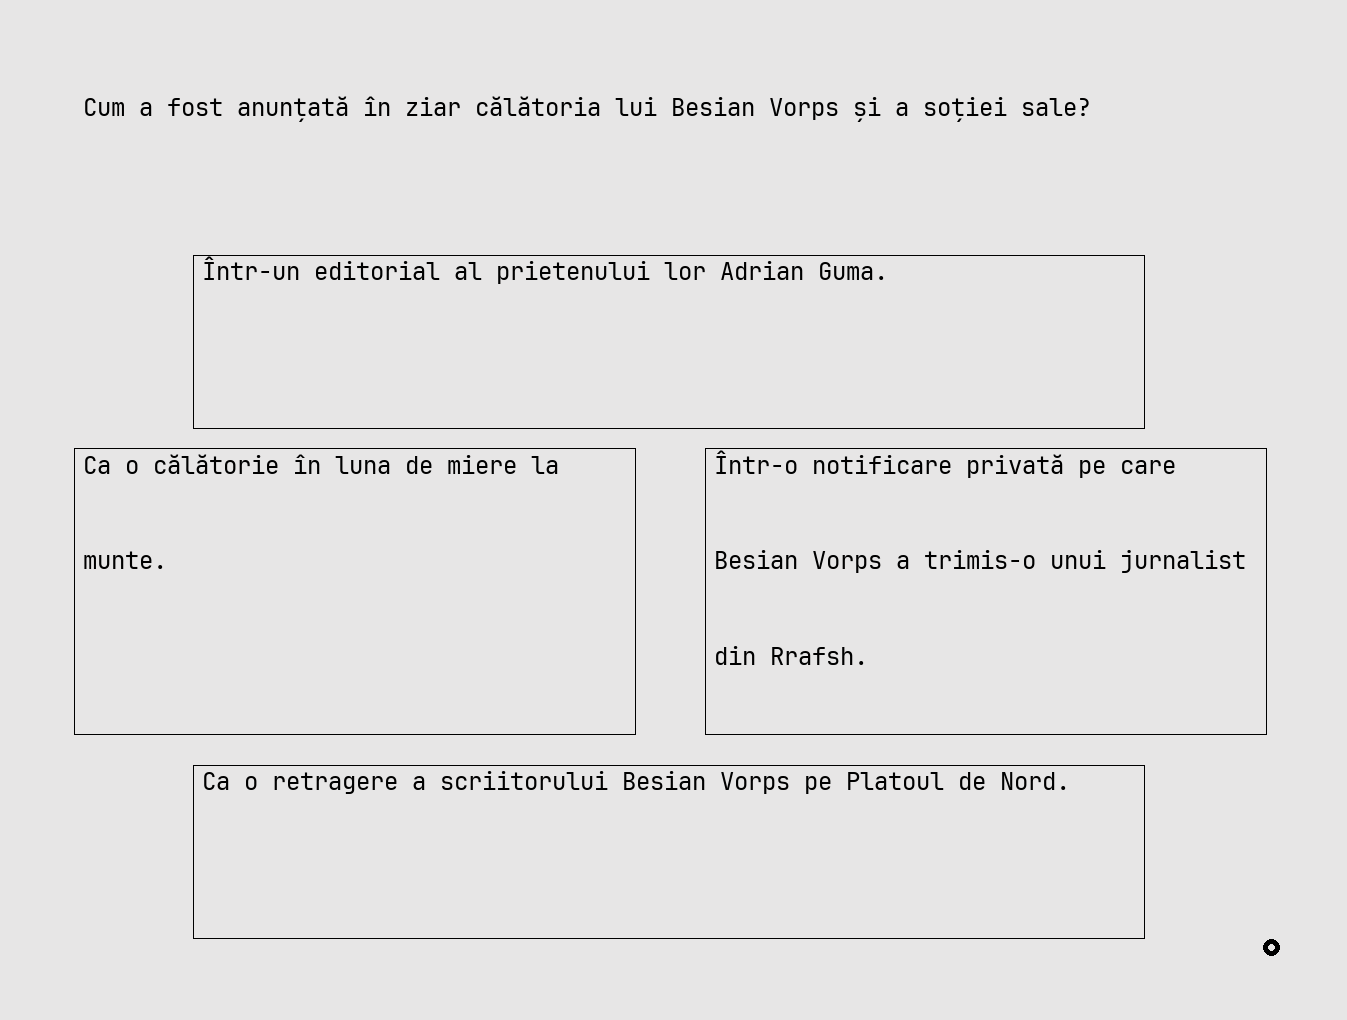 Cum a fost anunțată în ziar călătoria lui Besian Vorps și a soției sale?
Într-un editorial al prietenului lor Adrian Guma.
Ca o călătorie în luna de miere la
munte.
Într-o notificare privată pe care
Besian Vorps a trimis-o unui jurnalist
din Rrafsh.
Ca o retragere a scriitorului Besian Vorps pe Platoul de Nord.